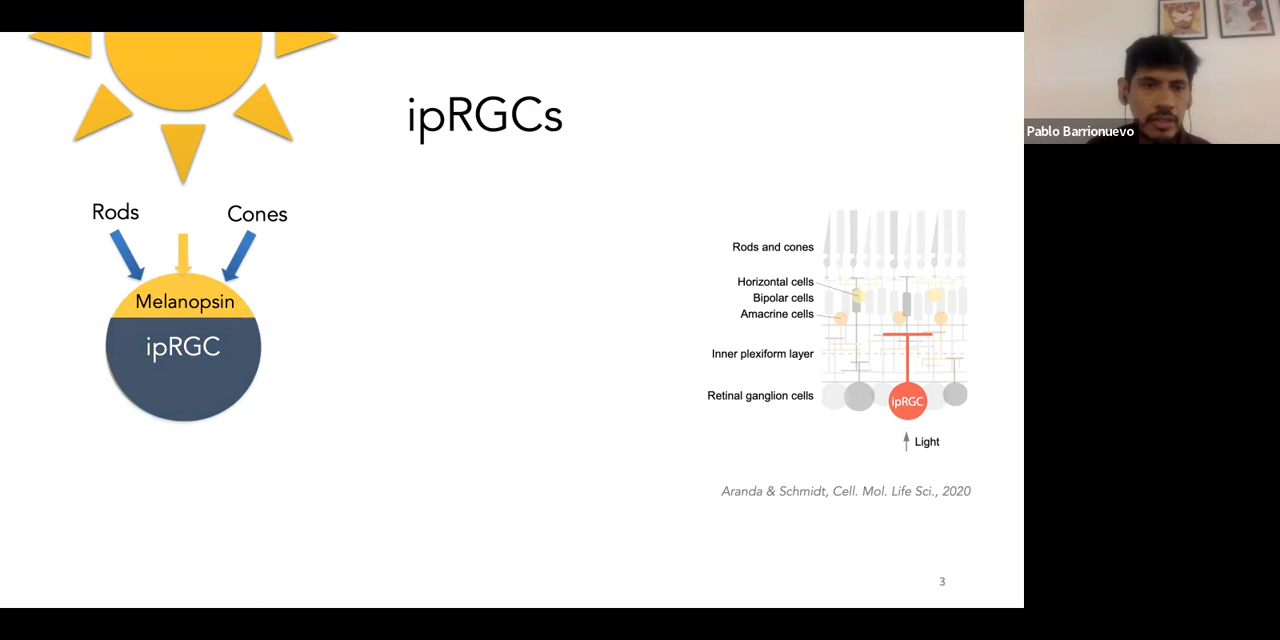 ipRGCs
Rods
Cones
Melanopsin
ipRGC
Rods and cones
Horizontal cells
Bipolar cells
Amacrine cells
Inner plexiform layer
Retinal ganglion cells
ipRGC
Light
Aranda & Schmidt, Cell. Mol. Life Sci., 2020
3
Pablo Barrionuevo